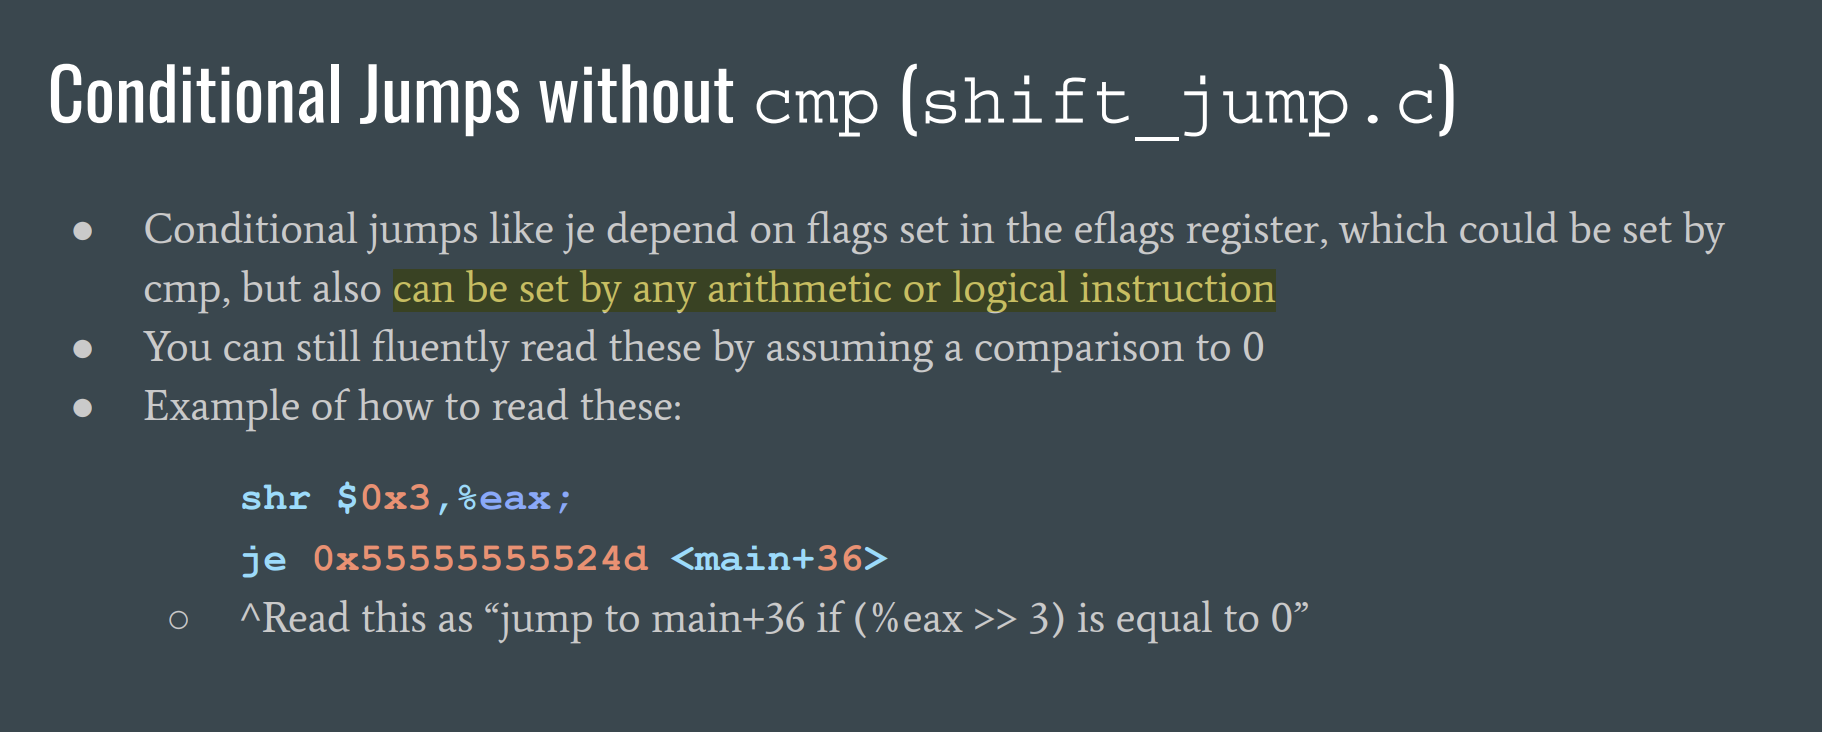 Conditional Jumps without cmp (shift_jump.c)
● Conditional jumps like je depend on flags set in the eflags register, which could be set by
cmp, but also can be set by any arithmetic or logical instruction
● You can still fluently read these by assuming a comparison to 0
● Example of how to read these:
shr $0x3,%eax;
je 0x55555555524d <main+36>
○ ^Read this as “jump to main+36 if (%eax >> 3) is equal to 0”